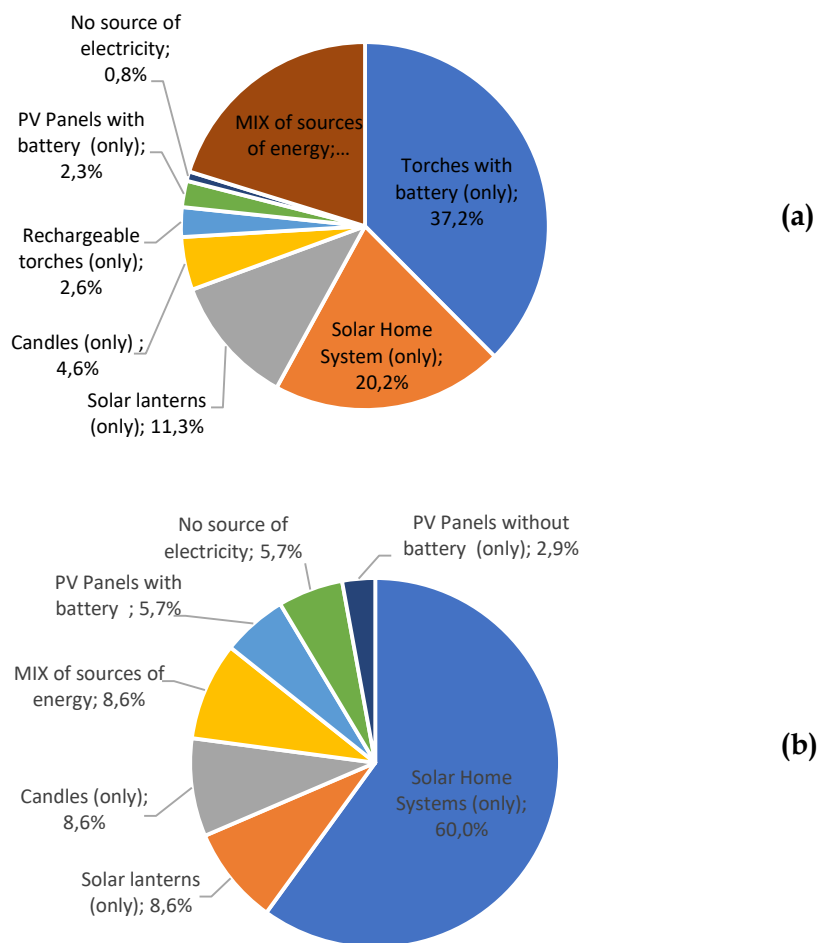 No source of
electricity;
0,8%
MIX of sources
of energy;...
PV Panels with
battery  (only);
2,3%
Torches with
battery (only);
37,2%
(a)
Rechargeable
torches (only);
2,6%
Candles (only) ;
4,6%
Solar Home
System (only);
20,2%
Solar lanterns
(only); 11,3%
No source of
electricity; 5,7%
PV Panels without
battery  (only); 2,9%
PV Panels with
battery  ; 5,7%
MIX of sources of
energy; 8,6%
(b)
Solar Home
Systems (only);
60,0%
Candles (only);
8,6%
Solar lanterns
(only); 8,6%